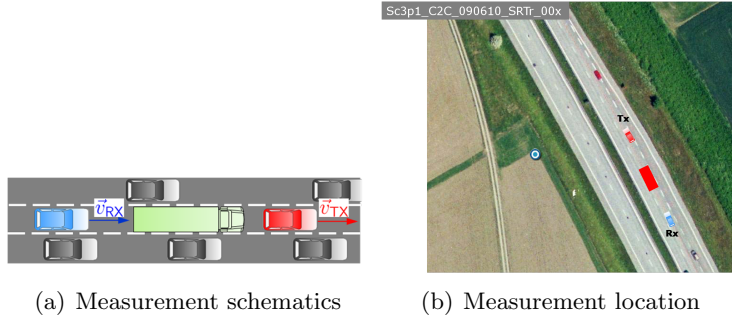 Sc3p1_C2C_090610_SRTr_00x
Tx
v⃗RX
v⃗TX
Rx
(a) Measurement schematics
(b) Measurement location